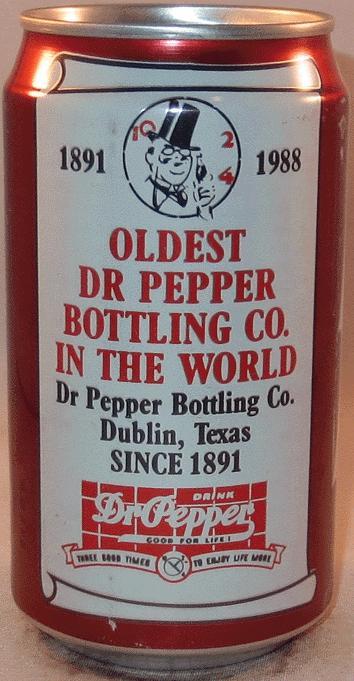 10 2 4
1891 1988
OLDEST
DR PEPPER
BOTTLING CO.
IN THE WORLD
Dr Pepper Bottling Co.
Dublin, Texas
SINCE 1891
DRINK
Dr Pepper
GOOD FOR LIFE!
THREE GOOD TIMES TO ENJOY LIFE MORE